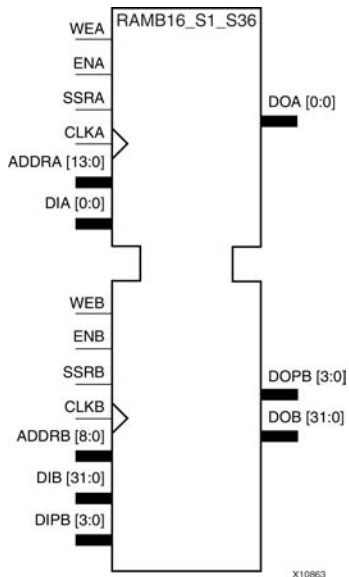 RAMB16_S1_S36
WEA
ENA
SSRA
CLKA
ADDRA [13:0]
DIA [0:0]
DOA [0:0]
WEB
ENB
SSRB
CLKB
ADDRB [8:0]
DIB [31:0]
DIPB [3:0]
DOPB [3:0]
DOB [31:0]
X10863